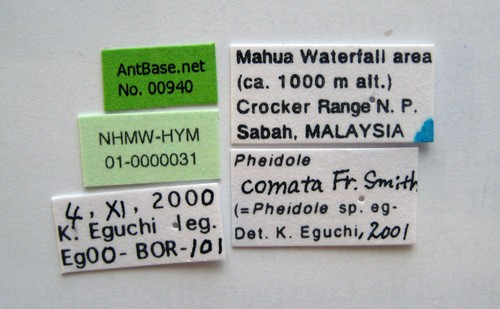 AntBase.net
No. 00940
NHMW-HYM
01-0000031
4, XI, 2000
K. Eguchi leg.
Eg00- BOR-101
Mahua Waterfall area
(ca. 1000 m alt.)
Crocker Range N. P.
Sabah, MALAYSIA
Pheidole
comata Fr. Smith
(=Pheidole sp. eg-
Det. K. Eguchi, 2001